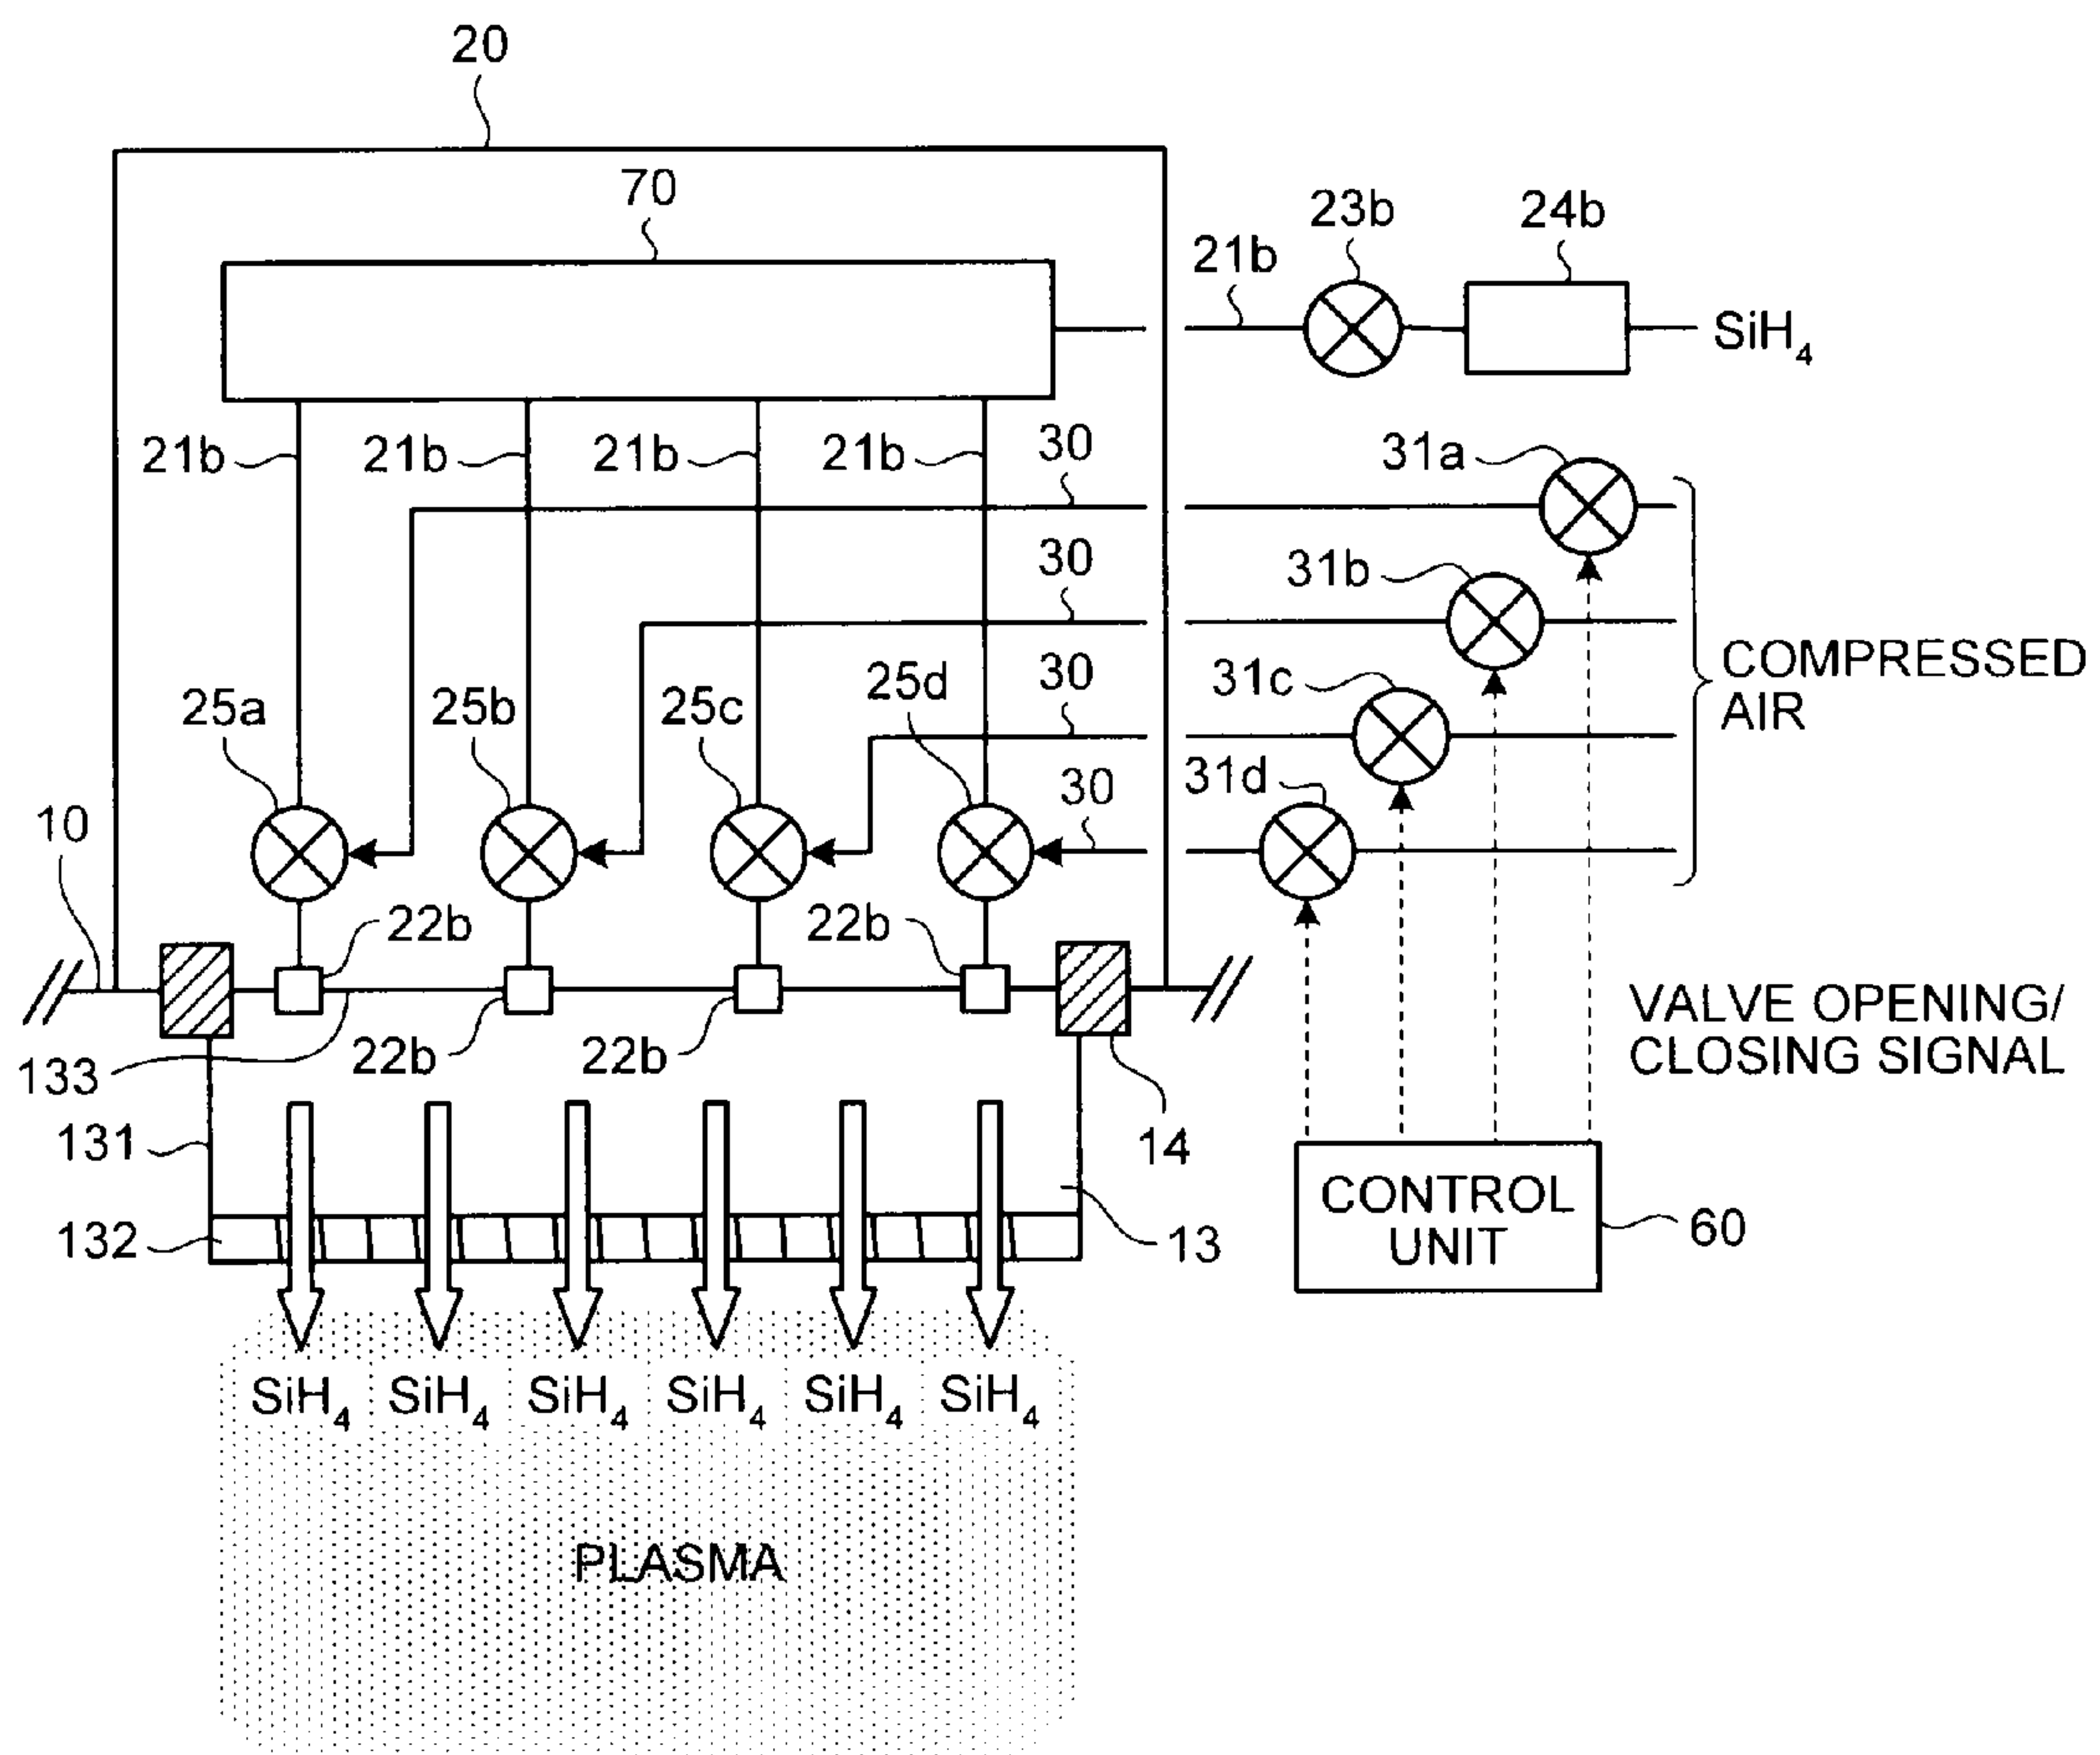 20
70
23b
24b
21b
SiH4
21b
21b
21b
21b
30
31a
30
31b
COMPRESSED
AIR
30
31c
25a
25b
25c
25d
30
31d
10
22b
22b
22b
22b
133
VALVE OPENING/
CLOSING SIGNAL
131
14
132
13
CONTROL
UNIT
60
SiH4 SiH4 SiH4 SiH4 SiH4 SiH4
PLASMA